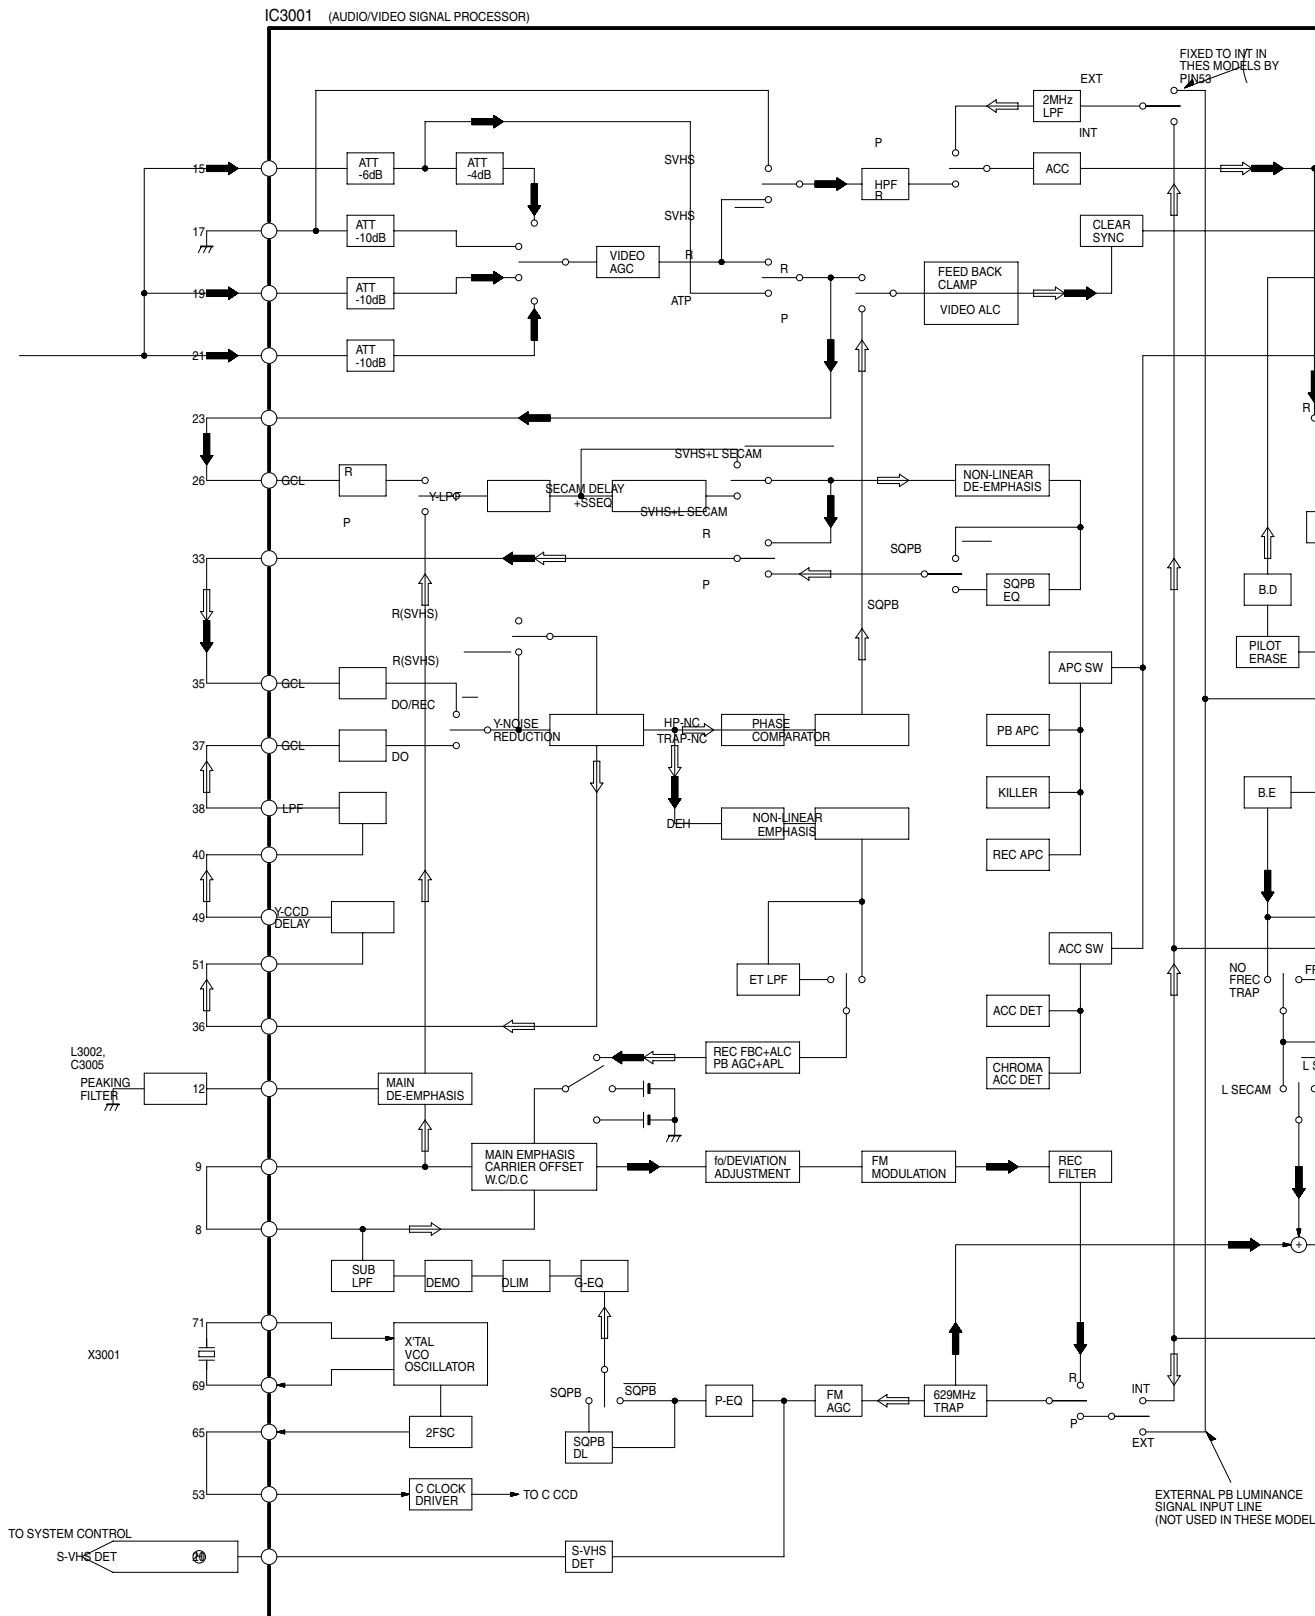 IC3001 (AUDIO/VIDEO SIGNAL PROCESSOR)
FIXED TO INT IN
THES MODELS BY
PIN53
EXT
2MHz
LPF
INT
P
15
ATT
-6dB
ATT
-4dB
SVHS
HPF
R
ACC
17
ATT
-10dB
SVHS
CLEAR
SYNC
VIDEO
AGC
R
R
FEED BACK
CLAMP
VIDEO ALC
19
ATT
-10dB
ATP
P
21
ATT
-10dB
23
R
26
GCL
R
P
Y-LPF
SECAM DELAY
+SSEQ
SVHS+L SECAM
SVHS+L SECAM
NON-LINEAR
DE-EMPHASIS
R
33
SQPB
P
SQPB
EQ
SQPB
B.D
R(SVHS)
PILOT
ERASE
R(SVHS)
35
GCL
DO/REC
APC SW
37
GCL
DO
Y-NOISE
REDUCTION
HP-NC
TRAP-NC
PHASE
COMPARATOR
PB APC
38
LPF
KILLER
B.E
DEH
NON-LINEAR
EMPHASIS
40
REC APC
49
Y-CCD
DELAY
51
ACC SW
ET LPF
NO
FREC
TRAP
FR
36
ACC DET
L3002,
C3005
PEAKING
FILTER
12
MAIN
DE-EMPHASIS
REC FBC+ALC
PB AGC+APL
CHROMA
ACC DET
L S
L SECAM
9
MAIN EMPHASIS
CARRIER OFFSET
W.C/D.C
fo/DEVIATION
ADJUSTMENT
FM
MODULATION
REC
FILTER
8
+
SUB
LPF
DEMO
DLIM
G-EQ
71
X3001
X'TAL
VCO
OSCILLATOR
69
SQPB
SQPB
P-EQ
FM
AGC
629MHz
TRAP
R
INT
P
EXT
65
2FSC
SQPB
DL
53
C CLOCK
DRIVER
TO C CCD
EXTERNAL PB LUMINANCE
SIGNAL INPUT LINE
(NOT USED IN THESE MODEL
TO SYSTEM CONTROL
S-VHS DET
S-VHS
DET